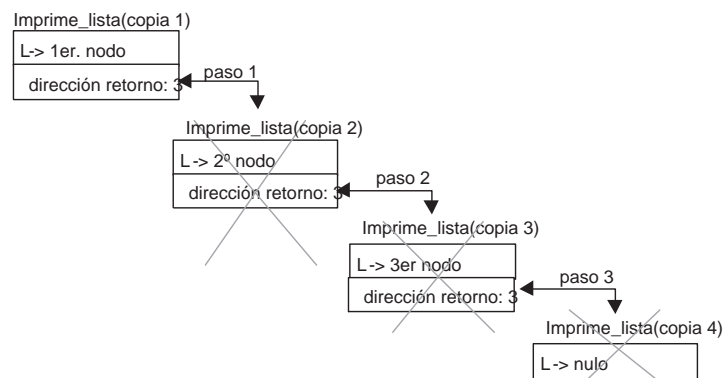 Imprime_lista(copia 1)
L-> 1er. nodo
dirección retorno: 3
paso 1
Imprime_lista(copia 2)
L-> 2º nodo
dirección retorno: 3
paso 2
Imprime_lista(copia 3)
L-> 3er nodo
dirección retorno: 3
paso 3
Imprime_lista(copia 4)
L-> nulo